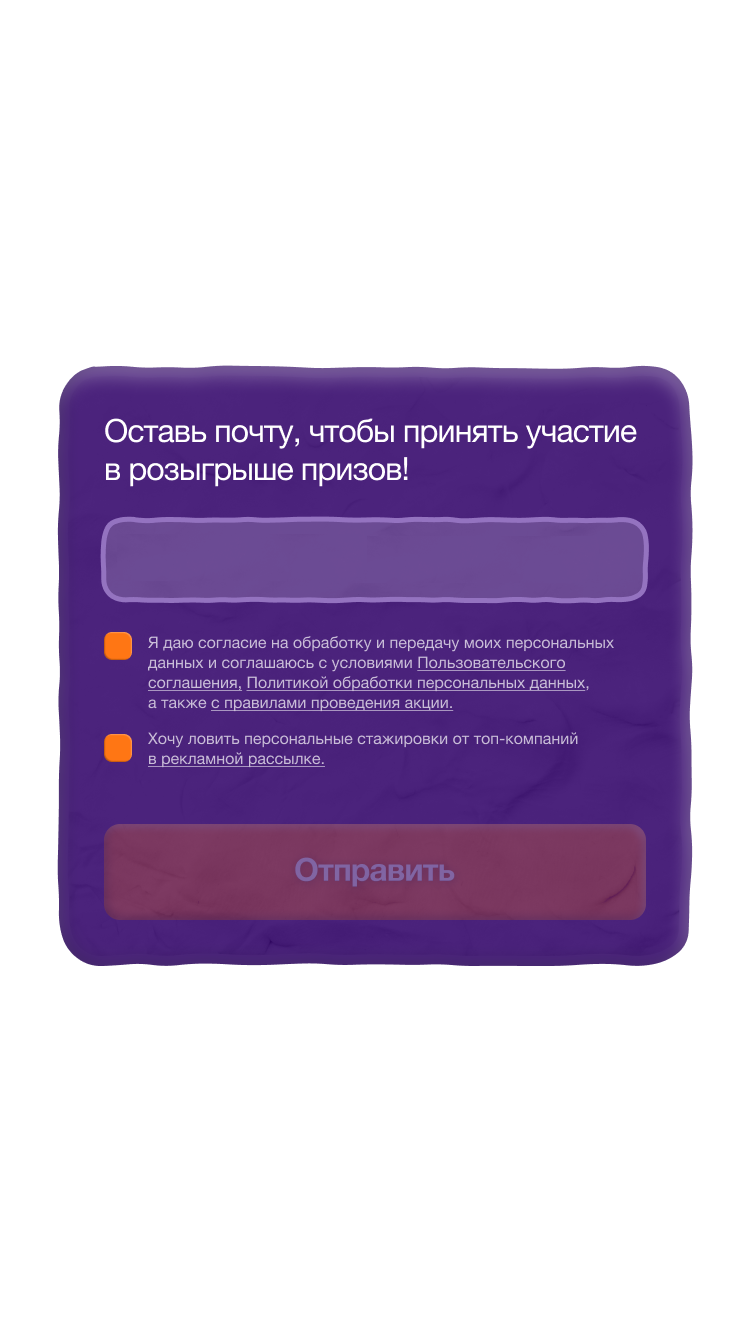 Оставь почту, чтобы принять участие
в розыгрыше призов!
Я даю согласие на обработку и передачу моих персональных
данных и соглашаюсь с условиями Пользовательского
соглашения, Политикой обработки персональных данных,
а также с правилами проведения акции.
Хочу ловить персональные стажировки от топ-компаний
в рекламной рассылке.
Отправить